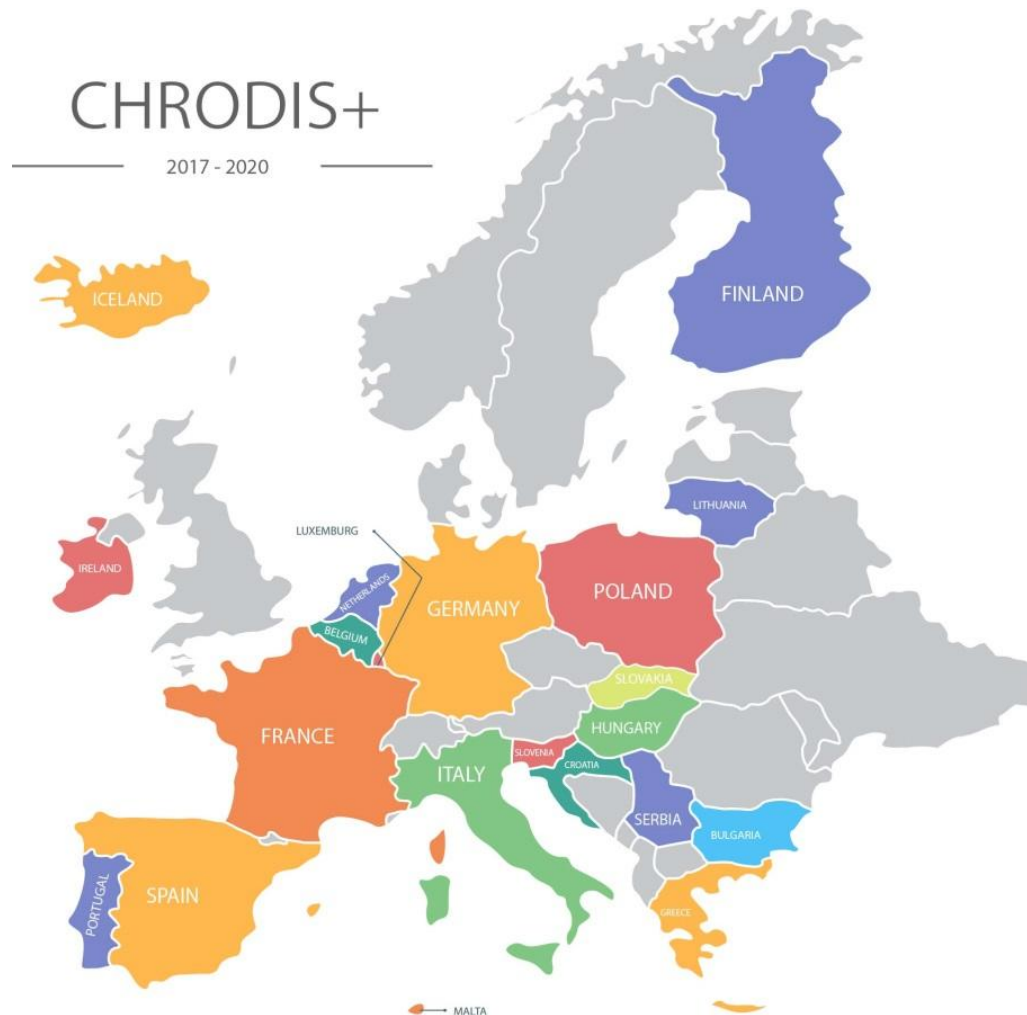 CHRODIS+
2017 - 2020
ICELAND
FINLAND
LITHUANIA
LUXEMBURG
IRELAND
NETHERLANDS
GERMANY
POLAND
BELGIUM
SLOVAKIA
FRANCE
HUNGARY
SLOVENIA
CROATIA
ITALY
SERBIA
BULGARIA
PORTUGAL
SPAIN
GREECE
MALTA